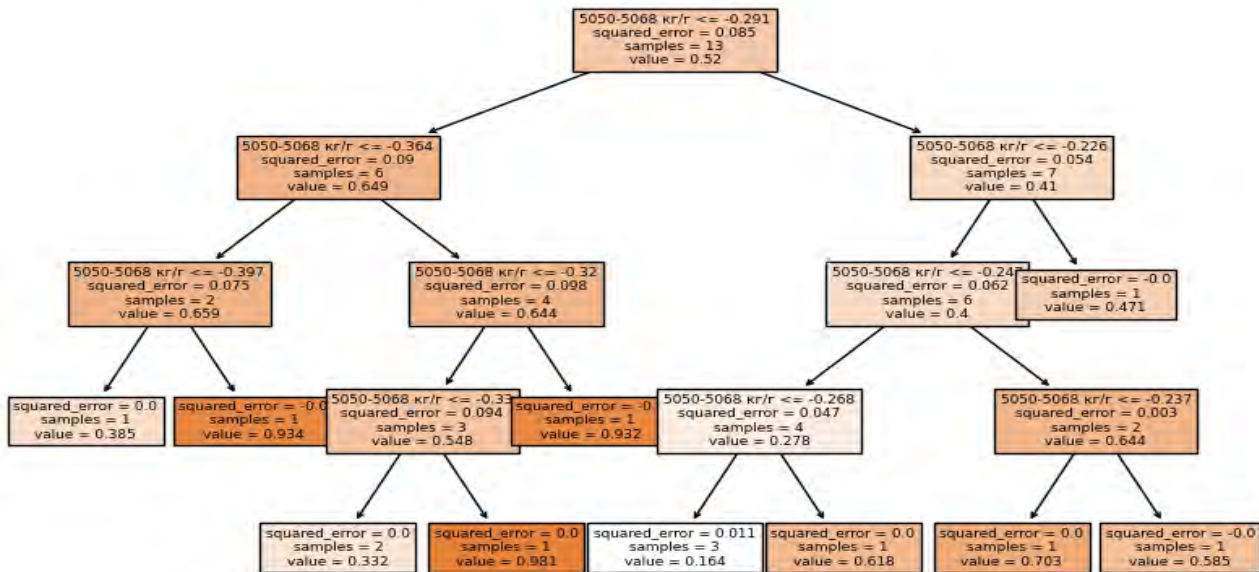 5050-5068 кг/г <= -0.291
squared_error = 0.085
samples = 13
value = 0.52
5050-5068 кг/г <= -0.364
squared_error = 0.09
samples = 6
value = 0.649
5050-5068 кг/г <= -0.226
squared_error = 0.054
samples = 7
value = 0.41
5050-5068 кг/г <= -0.397
squared_error = 0.075
samples = 2
value = 0.659
5050-5068 кг/г <= -0.32
squared_error = 0.098
samples = 4
value = 0.644
5050-5068 кг/г <= -0.247
squared_error = 0.062
samples = 6
value = 0.4
squared_error = -0.0
samples = 1
value = 0.471
squared_error = 0.0
samples = 1
value = 0.385
squared_error = -0.0
samples = 1
value = 0.934
5050-5068 кг/г <= -0.33
squared_error = 0.094
samples = 3
value = 0.548
squared_error = -0.
samples = 1
value = 0.932
5050-5068 кг/г <= -0.268
squared_error = 0.047
samples = 4
value = 0.278
5050-5068 кг/г <= -0.237
squared_error = 0.003
samples = 2
value = 0.644
squared_error = 0.0
samples = 2
value = 0.332
squared_error = 0.0
samples = 1
value = 0.981
squared_error = 0.011
samples = 3
value = 0.164
squared_error = 0.0
samples = 1
value = 0.618
squared_error = 0.0
samples = 1
value = 0.703
squared_error = -0.0
samples = 1
value = 0.585